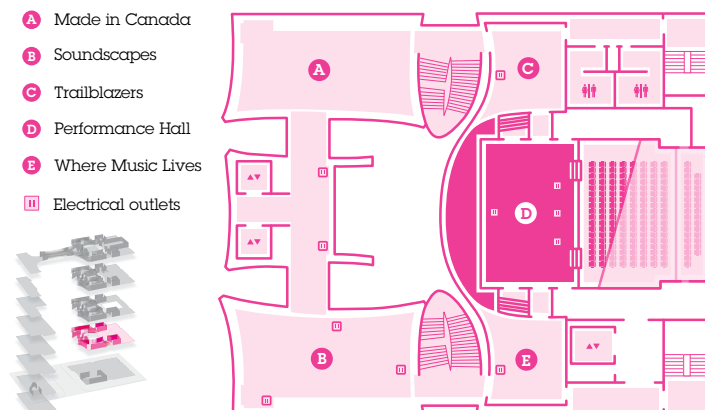 A Made in Canada
B Soundscapes
C Trailblazers
D Performance Hall
E Where Music Lives
Electrical outlets
A
C
D
B
E